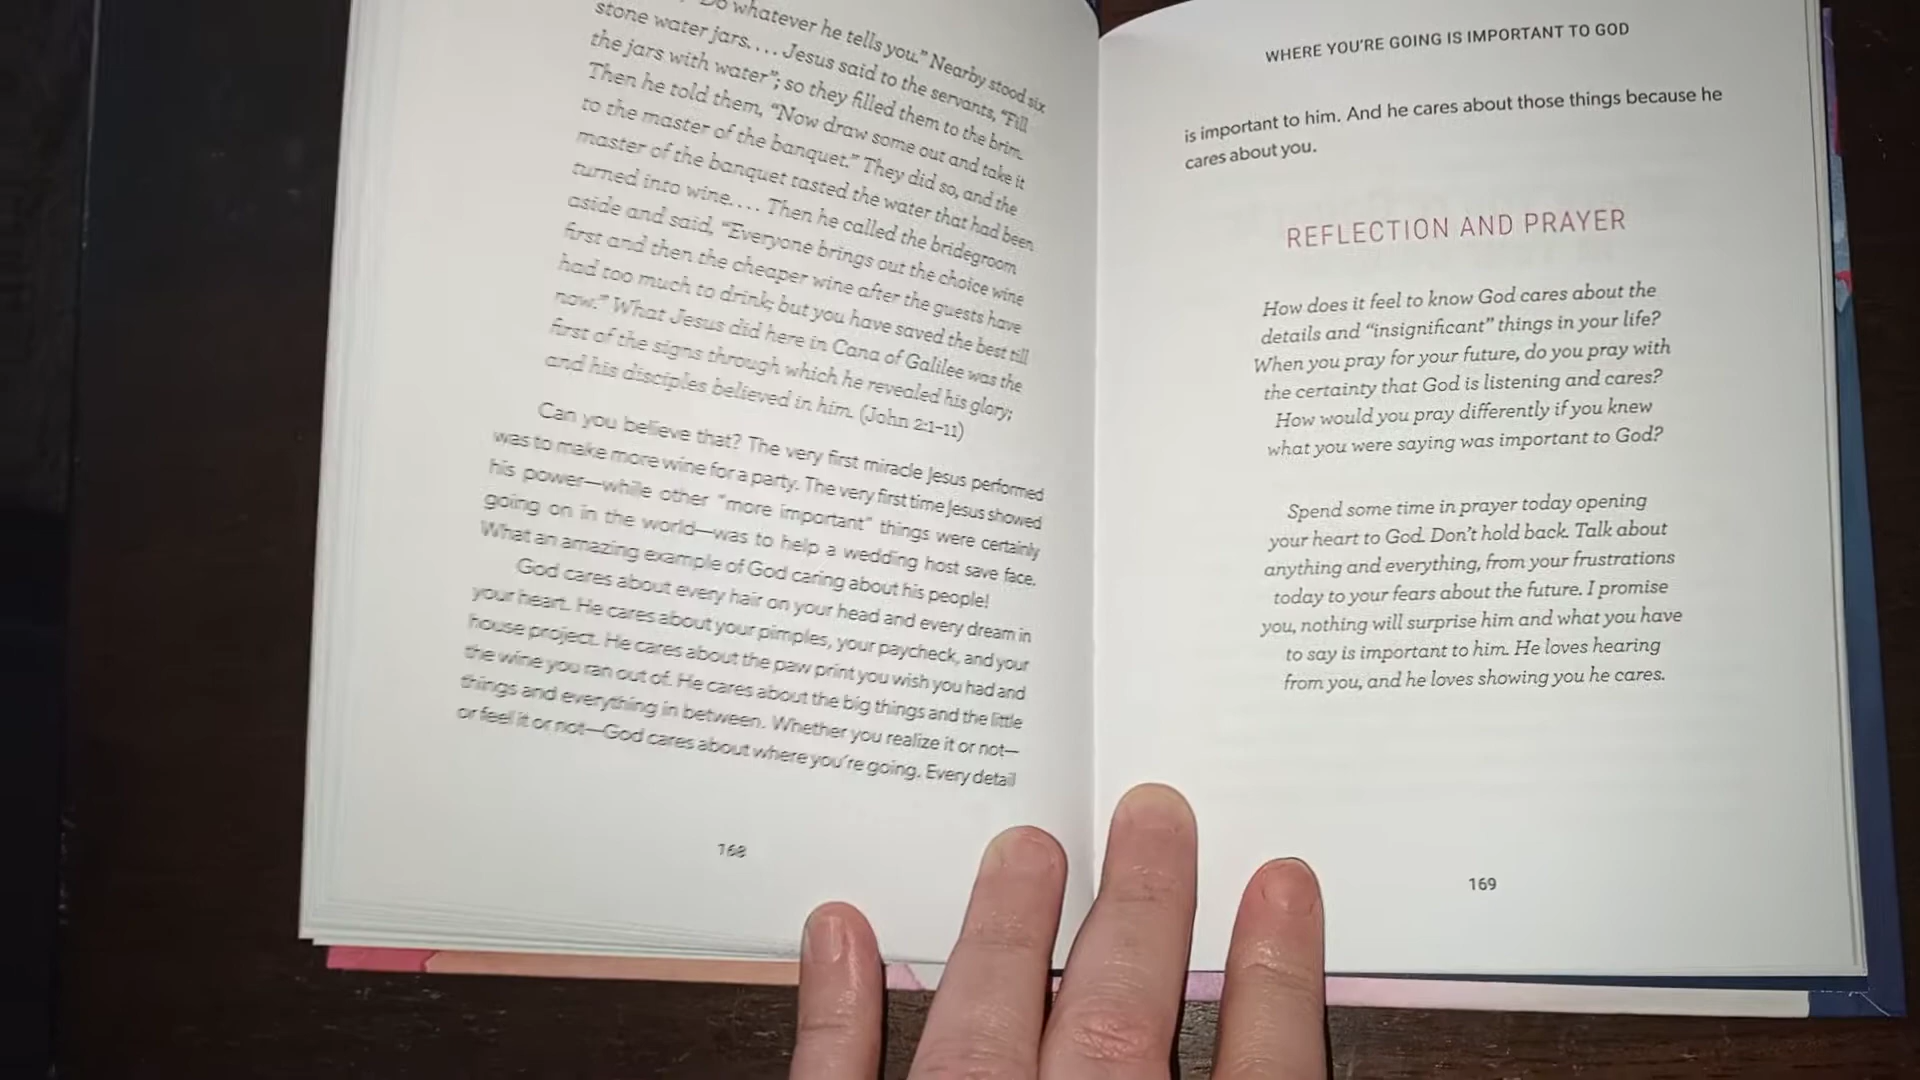 Do whatever he tells you.” Nearby stood six
stone water jars. . . . Jesus said to the servants, “Fill
the jars with water”; so they filled them to the brim.
Then he told them, “Now draw some out and take it
to the master of the banquet.” They did so, and the
master of the banquet tasted the water that had been
turned into wine. . . . Then he called the bridegroom
aside and said, “Everyone brings out the choice wine
first and then the cheaper wine after the guests have
had too much to drink; but you have saved the best till
now.” What Jesus did here in Cana of Galilee was the
first of the signs through which he revealed his glory;
and his disciples believed in him. (John 2:1–11)
Can you believe that? The very first miracle Jesus performed
was to make more wine for a party. The very first time Jesus showed
his power—while other “more important” things were certainly
going on in the world—was to help a wedding host save face.
What an amazing example of God caring about his people!
God cares about every hair on your head and every dream in
your heart. He cares about your pimples, your paycheck, and your
house project. He cares about the paw print you wish you had and
the wine you ran out of. He cares about the big things and the little
things and everything in between. Whether you realize it or not—
or feel it or not—God cares about where you’re going. Every detail
168
WHERE YOU’RE GOING IS IMPORTANT TO GOD
is important to him. And he cares about those things because he
cares about you.
REFLECTION AND PRAYER
How does it feel to know God cares about the
details and “insignificant” things in your life?
When you pray for your future, do you pray with
the certainty that God is listening and cares?
How would you pray differently if you knew
what you were saying was important to God?
Spend some time in prayer today opening
your heart to God. Don’t hold back. Talk about
anything and everything, from your frustrations
today to your fears about the future. I promise
you, nothing will surprise him and what you have
to say is important to him. He loves hearing
from you, and he loves showing you he cares.
169